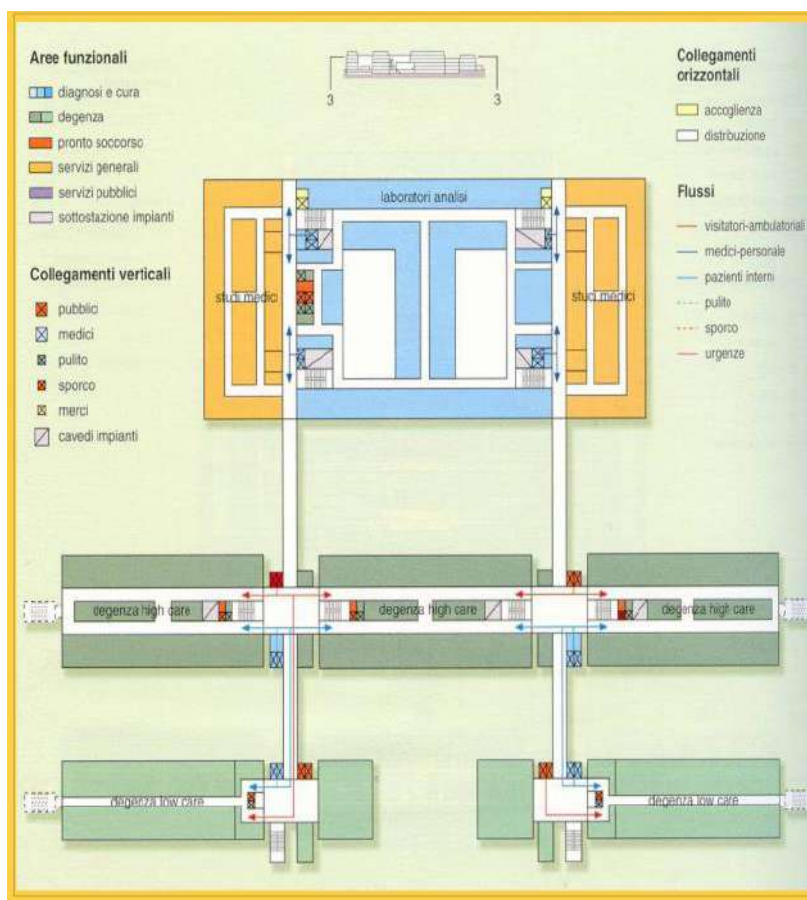 Aree funzionali
diagnosi e cura
degenza
pronto soccorso
servizi generali
servizi pubblici
sottostazione impianti
Collegamenti verticali
pubblici
medici
pulito
sporco
merci
cavedi impianti
3
3
Collegamenti
orizzontali
accoglienza
distribuzione
Flussi
visitatori-ambulatoriali
medici-personale
pazienti interni
pulito
sporco
urgenze
laboratori analisi
studi medici
studi medici
degenza high care
degenza high care
degenza high care
degenza low care
degenza low care